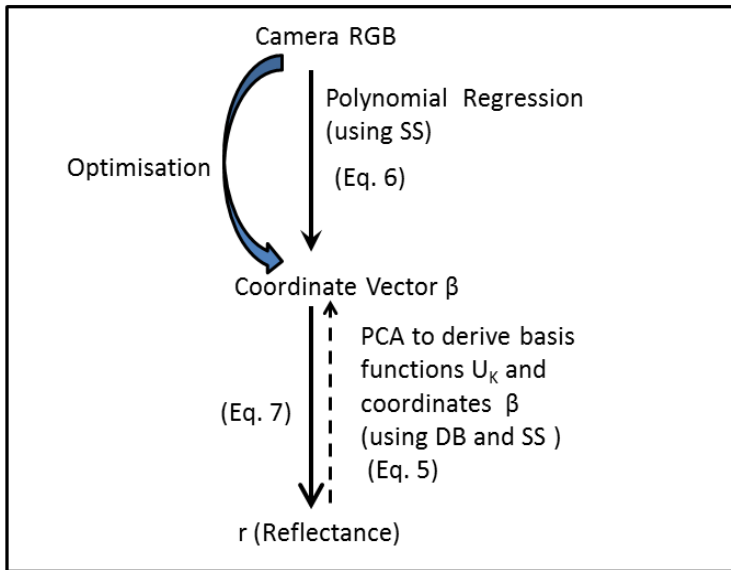 Camera RGB
Polynomial Regression
(using SS)
(Eq. 6)
Optimisation
Coordinate Vector β
PCA to derive basis
functions U_K and
coordinates β
(using DB and SS )
(Eq. 5)
(Eq. 7)
r (Reflectance)